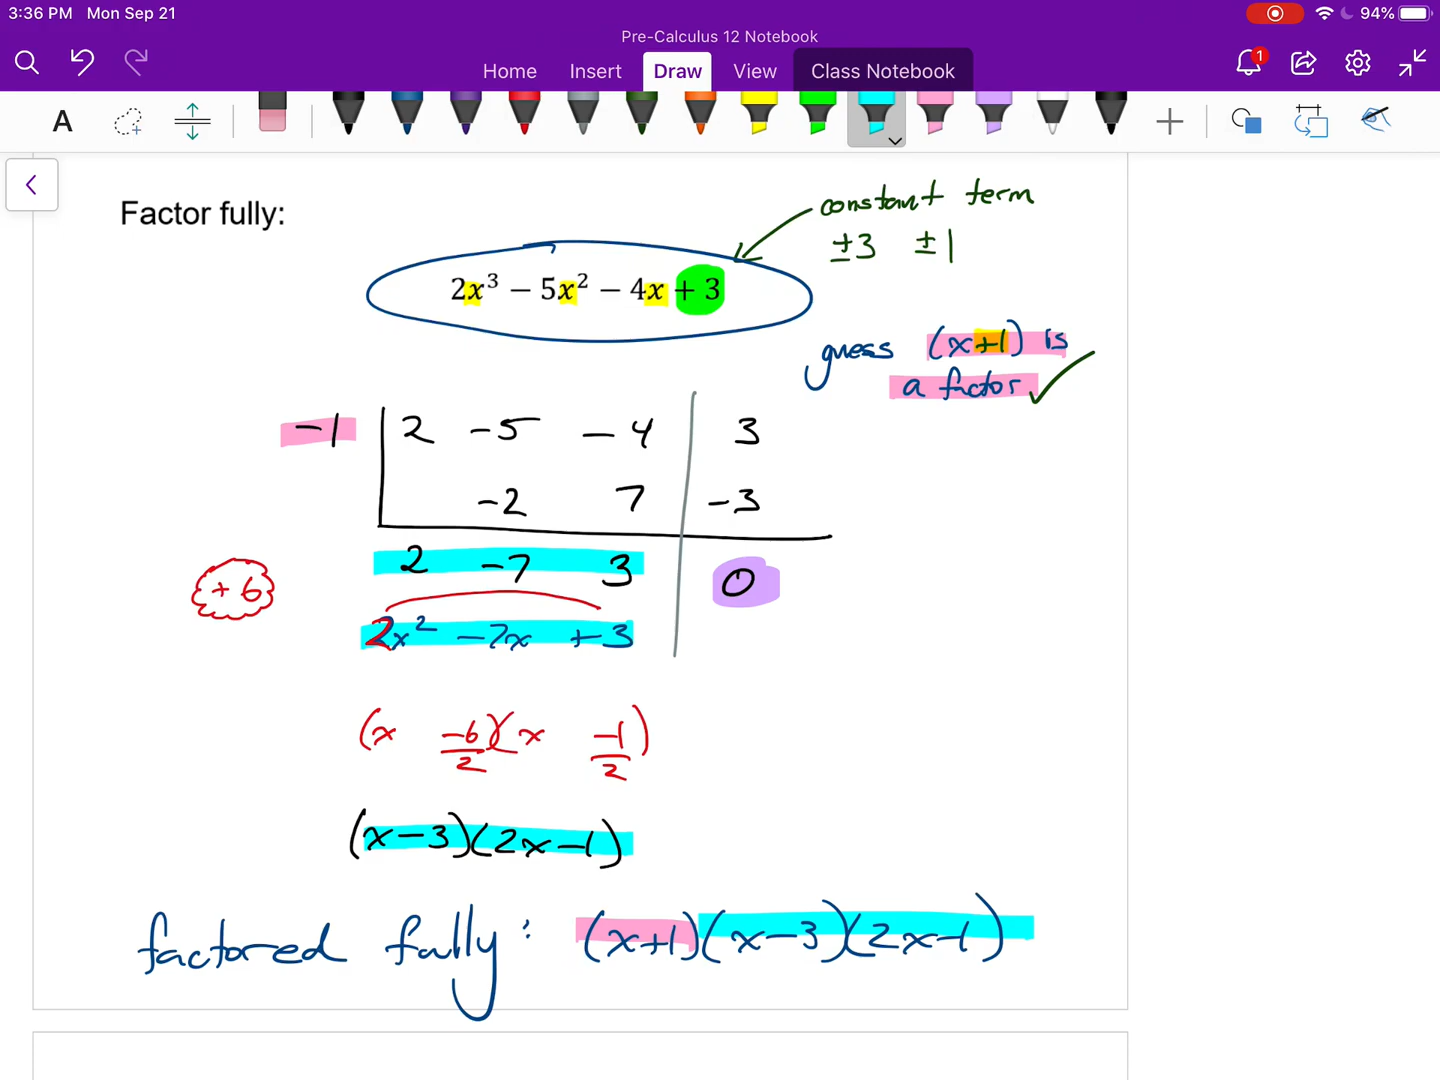 3:36 PM Mon Sep 21
94%
Pre-Calculus 12 Notebook
Home Insert Draw View Class Notebook
1
A
Factor fully:
constant term
±3 ±1
2x³ − 5x² − 4x + 3
guess (x+1) is
a factor ✓
-1 | 2 -5 -4 | 3
-2 7 | -3
2 -7 3 | 0
+6
2x² -7x +3
(x -6/2)(x -1/2)
(x-3)(2x-1)
factored fully: (x+1)(x-3)(2x-1)